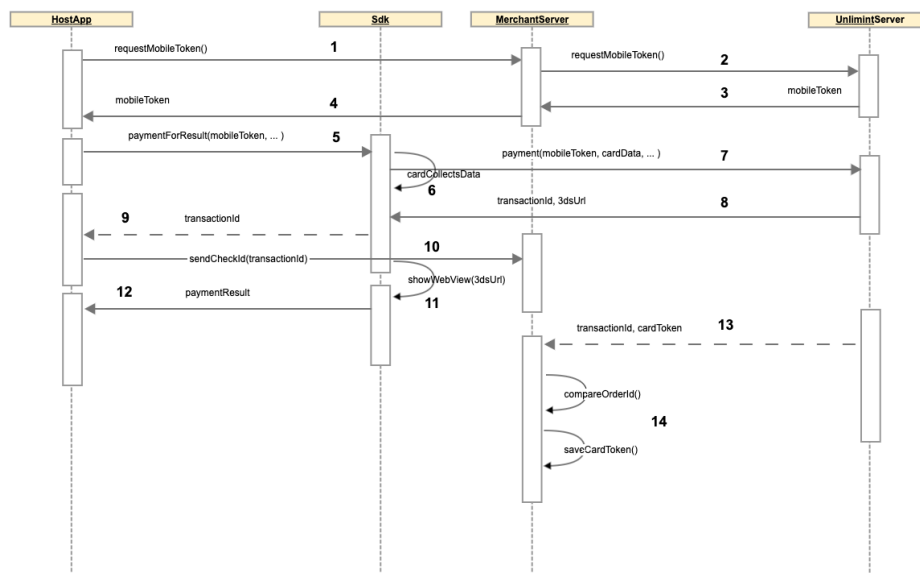 HostApp
Sdk
MerchantServer
UnlimintServer
requestMobileToken()
1
requestMobileToken()
2
3
mobileToken
mobileToken
4
paymentForResult(mobileToken, ... )
5
payment(mobileToken, cardData, ... )
7
cardCollectsData
6
transactionId, 3dsUrl
8
9
transactionId
10
sendCheckId(transactionId)
showWebView(3dsUrl)
11
12
paymentResult
13
transactionId, cardToken
compareOrderId()
14
saveCardToken()